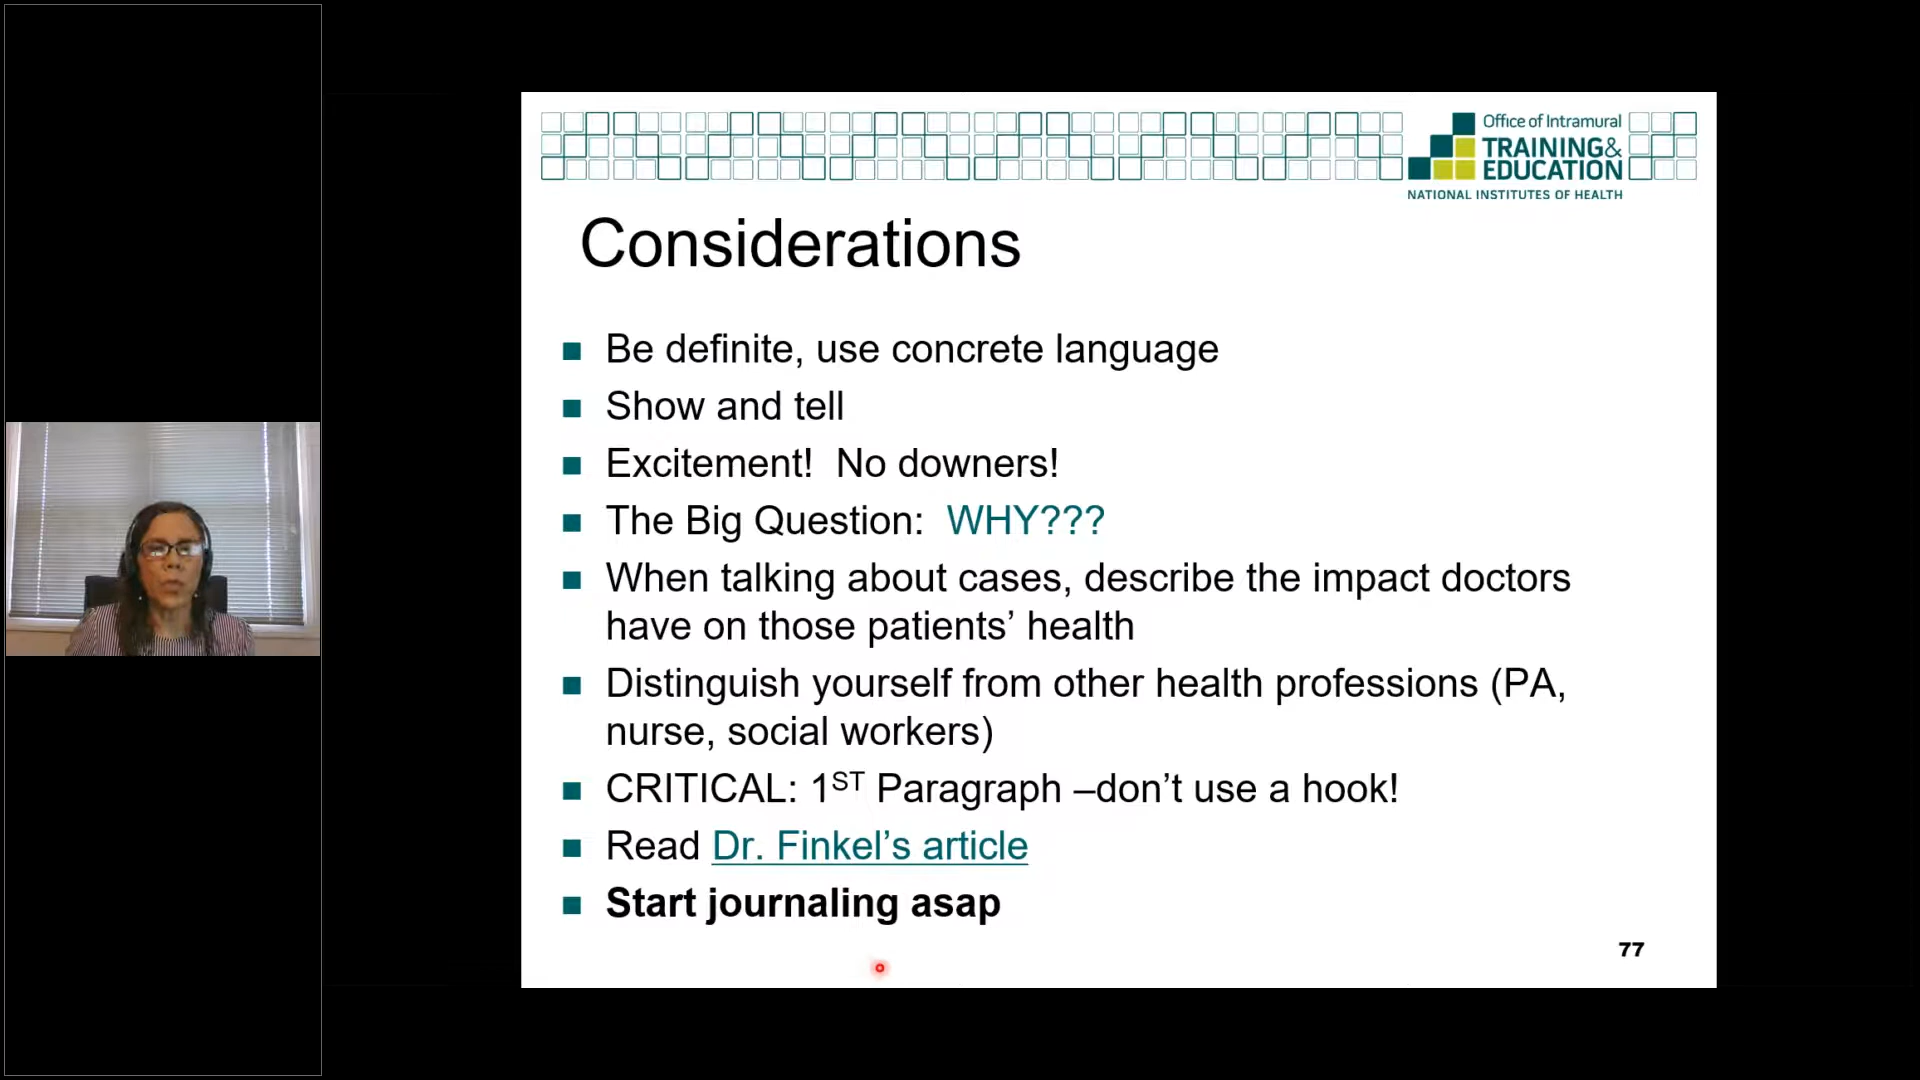 Office of Intramural
TRAINING&
EDUCATION
NATIONAL INSTITUTES OF HEALTH
Considerations
Be definite, use concrete language
Show and tell
Excitement!  No downers!
The Big Question:  WHY???
When talking about cases, describe the impact doctors
have on those patients’ health
Distinguish yourself from other health professions (PA,
nurse, social workers)
CRITICAL: 1ST Paragraph –don’t use a hook!
Read Dr. Finkel’s article
Start journaling asap
77